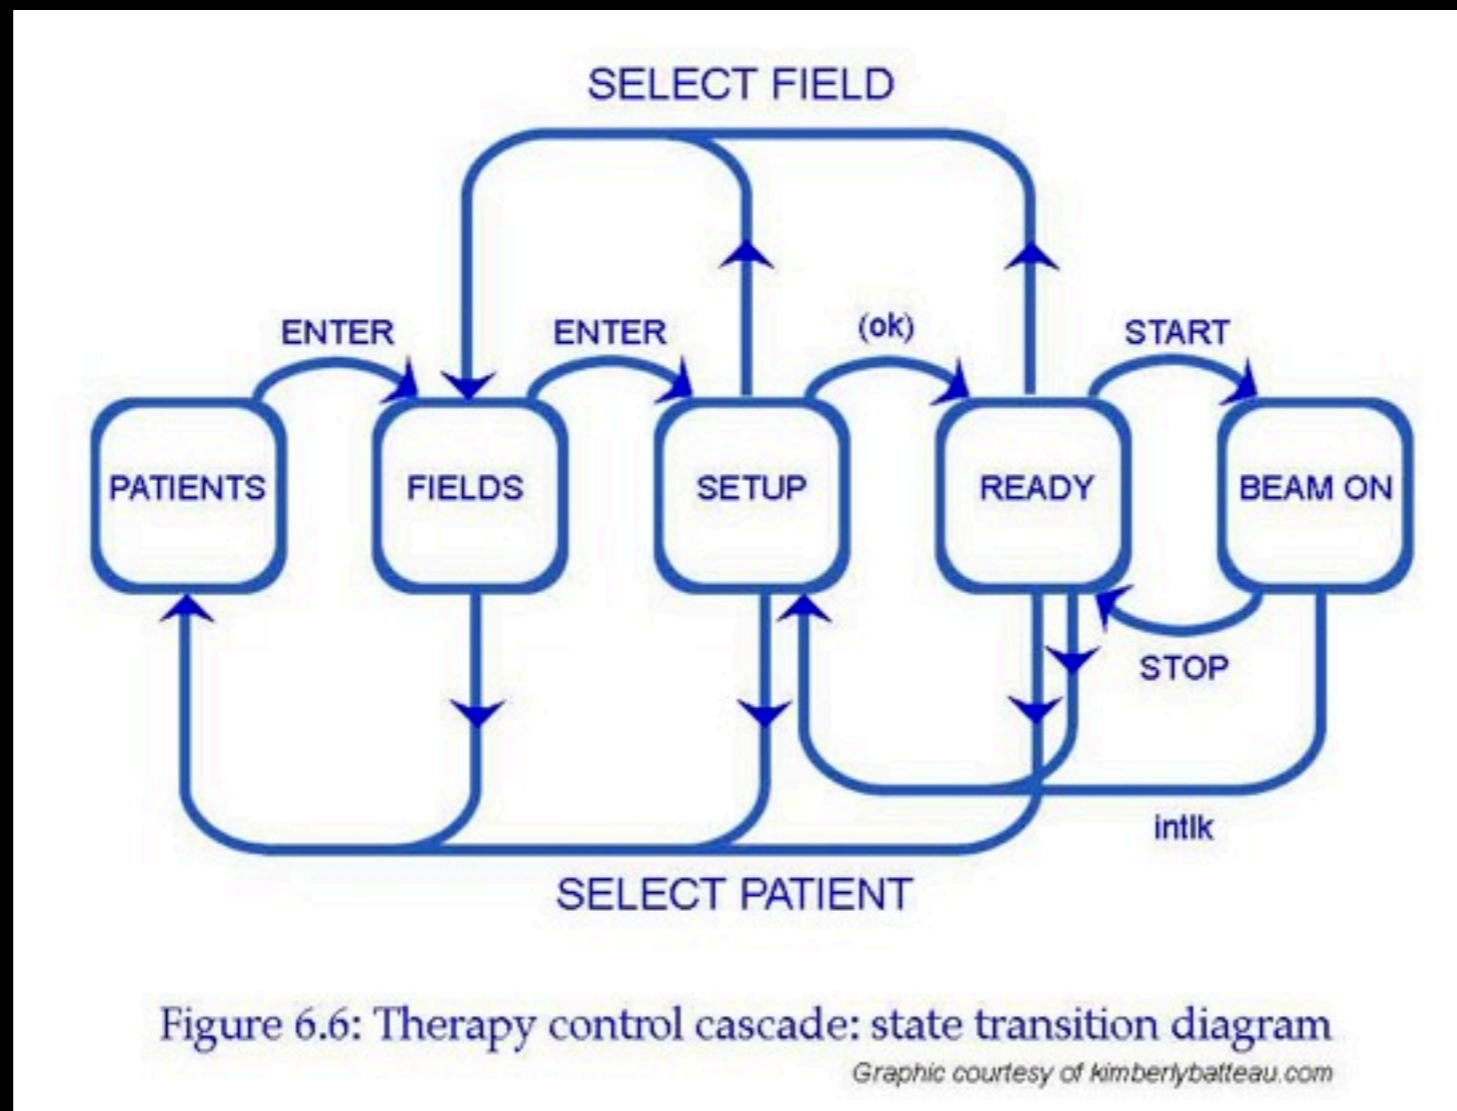 SELECT FIELD
ENTER
ENTER
(ok)
START
PATIENTS
FIELDS
SETUP
READY
BEAM ON
STOP
intlk
SELECT PATIENT
Figure 6.6: Therapy control cascade: state transition diagram
Graphic courtesy of kimberlybatteau.com